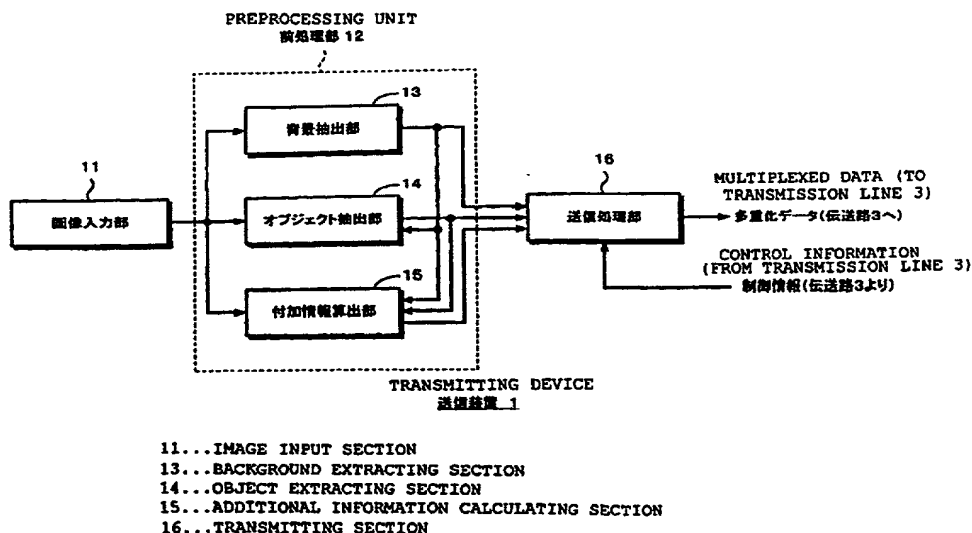 PREPROCESSING UNIT
前処理部 12
13
背景抽出部
11
画像入力部
14
オブジェクト抽出部
15
付加情報算出部
16
送信処理部
MULTIPLEXED DATA (TO
TRANSMISSION LINE 3)
多重化データ(伝送路3へ)
CONTROL INFORMATION
(FROM TRANSMISSION LINE 3)
制御情報(伝送路3より)
TRANSMITTING DEVICE
送信装置 1
11...IMAGE INPUT SECTION
13...BACKGROUND EXTRACTING SECTION
14...OBJECT EXTRACTING SECTION
15...ADDITIONAL INFORMATION CALCULATING SECTION
16...TRANSMITTING SECTION